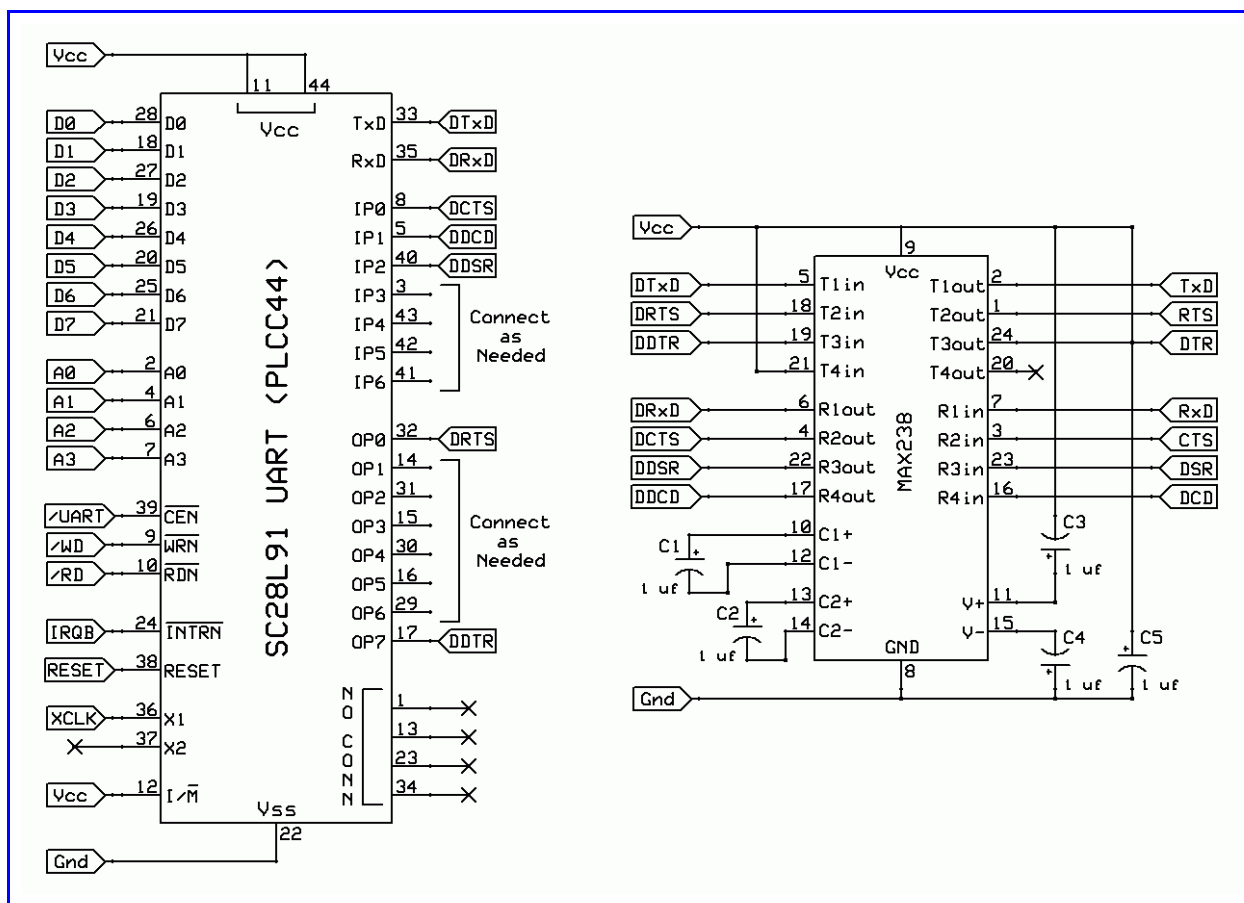 Vcc
11 44
Vcc
D0 28 D0
D1 18 D1
D2 27 D2
D3 19 D3
D4 26 D4
D5 20 D5
D6 25 D6
D7 21 D7
A0 2 A0
A1 4 A1
A2 6 A2
A3 7 A3
/UART 39 CEN
/WD 9 WRN
/RD 10 RDN
IRQB 24 INTRN
RESET 38 RESET
XCLK 36 X1
37 X2
Vcc 12 I/M
Vss
22
Gnd
SC28L91 UART (PLCC44)
TxD 33 DTxD
RxD 35 DRxD
IP0 8 DCTS
IP1 5 DDCD
IP2 40 DDSR
IP3 3
IP4 43
IP5 42
IP6 41
Connect
as
Needed
OP0 32 DRTS
OP1 14
OP2 31
OP3 15
OP4 30
OP5 16
OP6 29
Connect
as
Needed
OP7 17 DDTR
NO CONN
1
13
23
34
Vcc
9
Vcc
DTxD 5 T1in T1out 2 TxD
DRTS 18 T2in T2out 1 RTS
DDTR 19 T3in T3out 24 DTR
21 T4in T4out 20
DRxD 6 R1out R1in 7 RxD
DCTS 4 R2out R2in 3 CTS
DDSR 22 R3out R3in 23 DSR
DDCD 17 R4out R4in 16 DCD
MAX238
C1 + 1 uf 10 C1+
12 C1-
C2 + 1 uf 13 C2+
14 C2-
C3 + 1 uf
V+ 11
V- 15
C4 + 1 uf
C5 + 1 uf
GND
8
Gnd